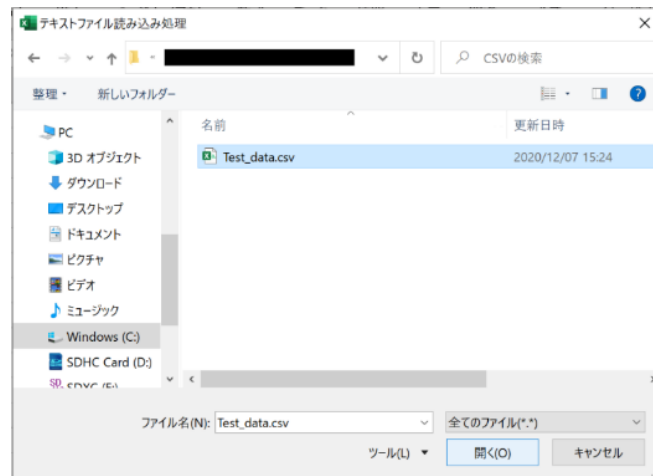 テキストファイル読み込み処理
CSVの検索
整理 新しいフォルダー
名前 更新日時
PC
3D オブジェクト
Test_data.csv 2020/12/07 15:24
ダウンロード
デスクトップ
ドキュメント
ピクチャ
ビデオ
ミュージック
Windows (C:)
SDHC Card (D:)
ファイル名(N): Test_data.csv 全てのファイル(*.*)
ツール(L) 開く(O) キャンセル